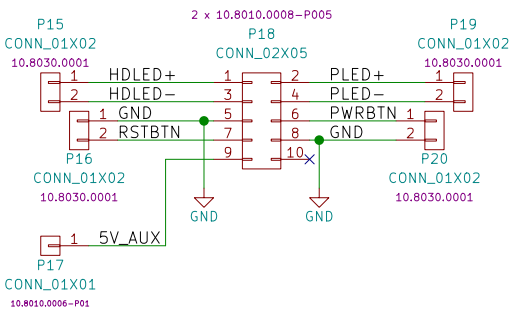 2 x 10.8010.0008-P005
P15
CONN_01X02
10.8030.0001
P18
CONN_02X05
P19
CONN_01X02
10.8030.0001
1 HDLED+ 1 2 PLED+ 1
2 HDLED- 3 4 PLED- 2
1 GND 5 6 PWRBTN 1
2 RSTBTN 7 8 GND 2
9 10
P16
CONN_01X02
10.8030.0001
P20
CONN_01X02
10.8030.0001
GND GND
1 5V_AUX
P17
CONN_01X01
10.8010.0006-P01